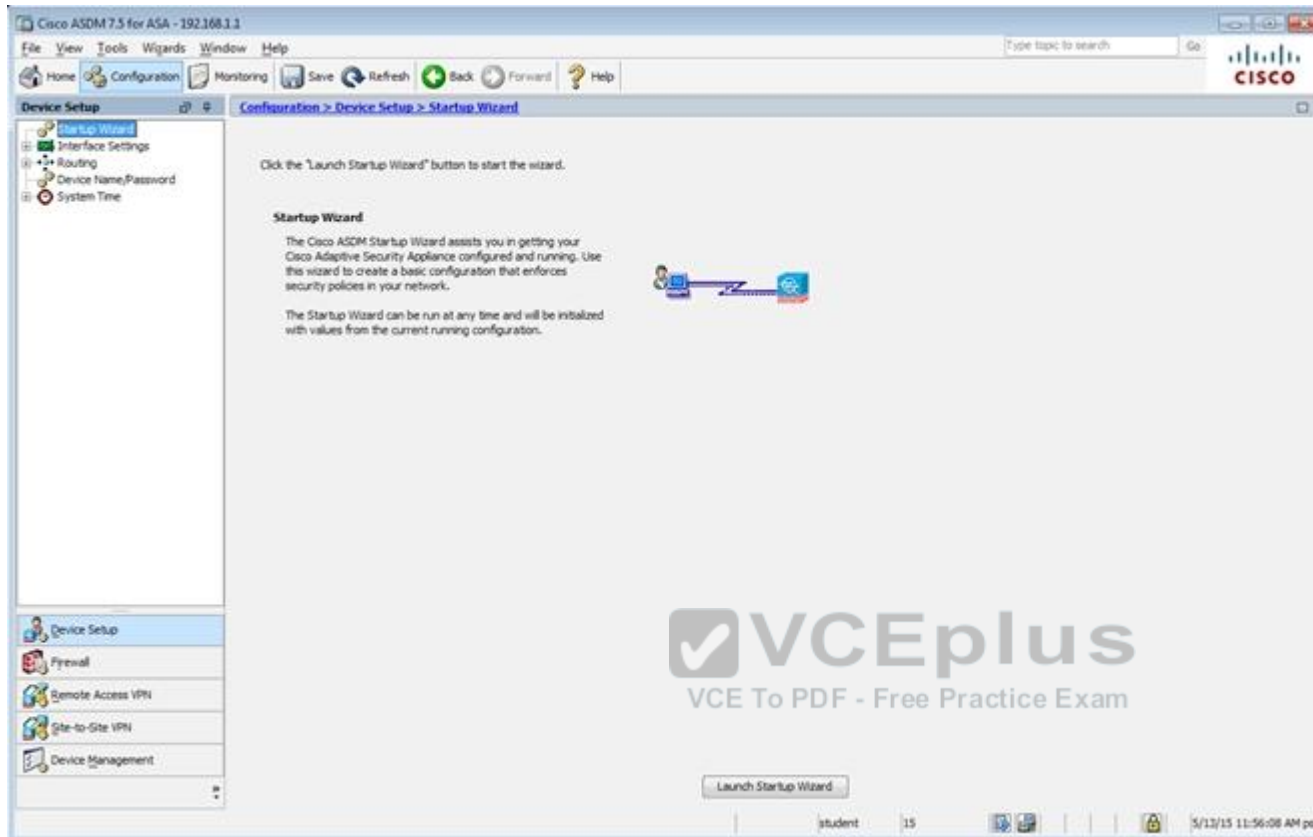 Cisco ASDM 7.5 for ASA - 192.168.1.1
File View Tools Wizards Window Help
Type topic to search Go
Home Configuration Monitoring Save Refresh Back Forward Help
CISCO
Device Setup
Configuration > Device Setup > Startup Wizard
Startup Wizard
Interface Settings
Routing
Device Name/Password
System Time
Click the "Launch Startup Wizard" button to start the wizard.
Startup Wizard
The Cisco ASDM Startup Wizard assists you in getting your
Cisco Adaptive Security Appliance configured and running. Use
this wizard to create a basic configuration that enforces
security policies in your network.
The Startup Wizard can be run at any time and will be initialized
with values from the current running configuration.
Device Setup
Firewall
Remote Access VPN
Site-to-Site VPN
Device Management
VCEplus
VCE To PDF - Free Practice Exam
Launch Startup Wizard
student 15 5/13/15 11:56:08 AM